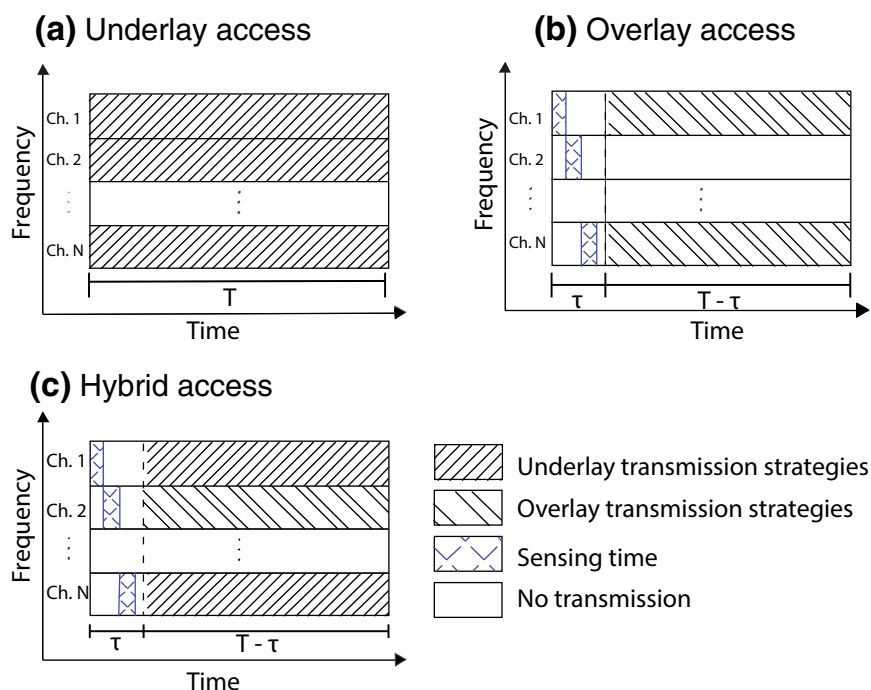 (a) Underlay access
Frequency
Ch. 1
Ch. 2
Ch. N
T
Time
(b) Overlay access
Frequency
Ch. 1
Ch. 2
Ch. N
τ
T - τ
Time
(c) Hybrid access
Frequency
Ch. 1
Ch. 2
Ch. N
τ
T - τ
Time
Underlay transmission strategies
Overlay transmission strategies
Sensing time
No transmission